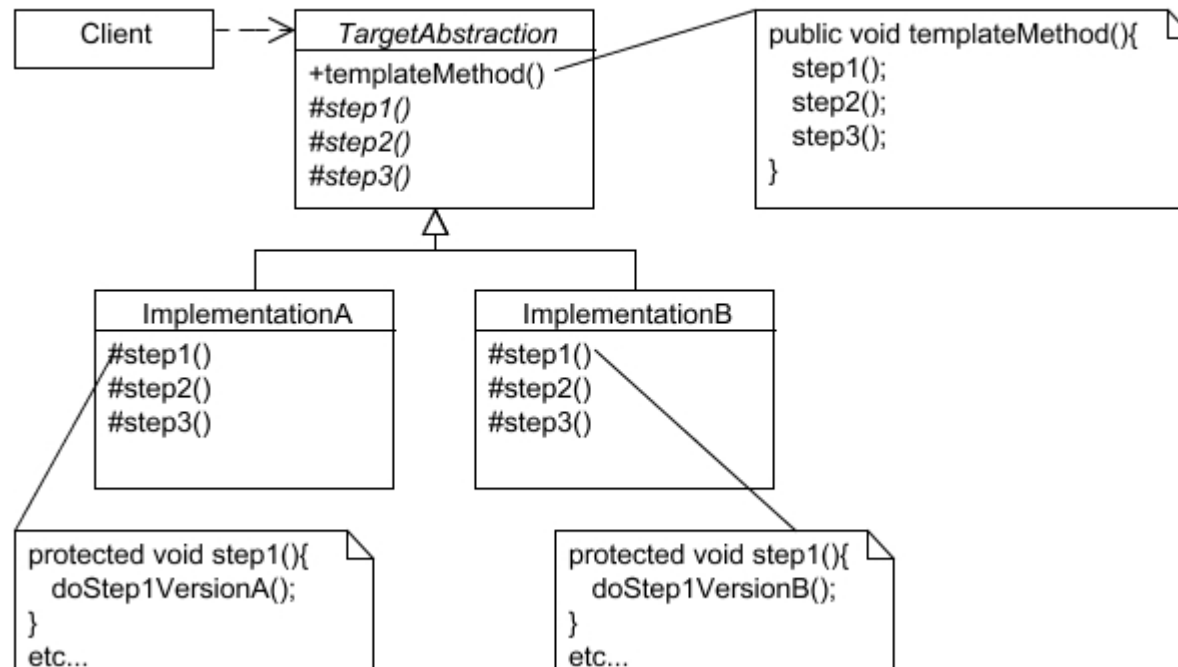 Client
TargetAbstraction
+templateMethod()
#step1()
#step2()
#step3()
public void templateMethod(){
step1();
step2();
step3();
}
ImplementationA
#step1()
#step2()
#step3()
ImplementationB
#step1()
#step2()
#step3()
protected void step1(){
doStep1VersionA();
}
etc...
protected void step1(){
doStep1VersionB();
}
etc...